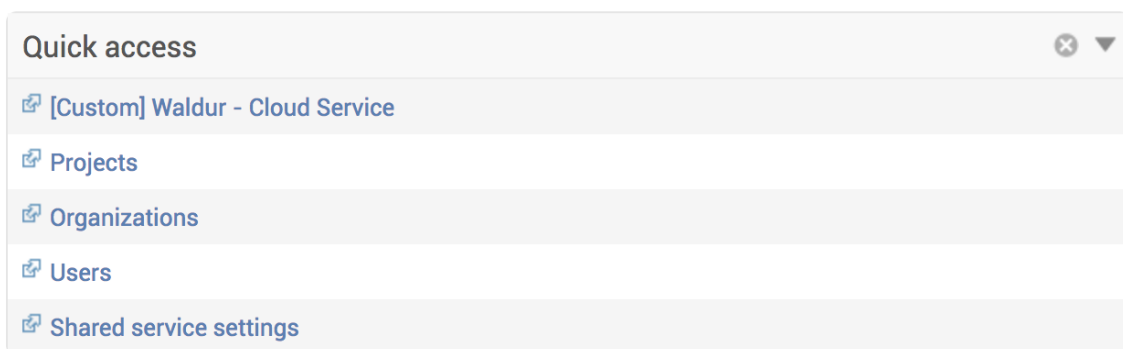 Quick access
[Custom] Waldur - Cloud Service
Projects
Organizations
Users
Shared service settings